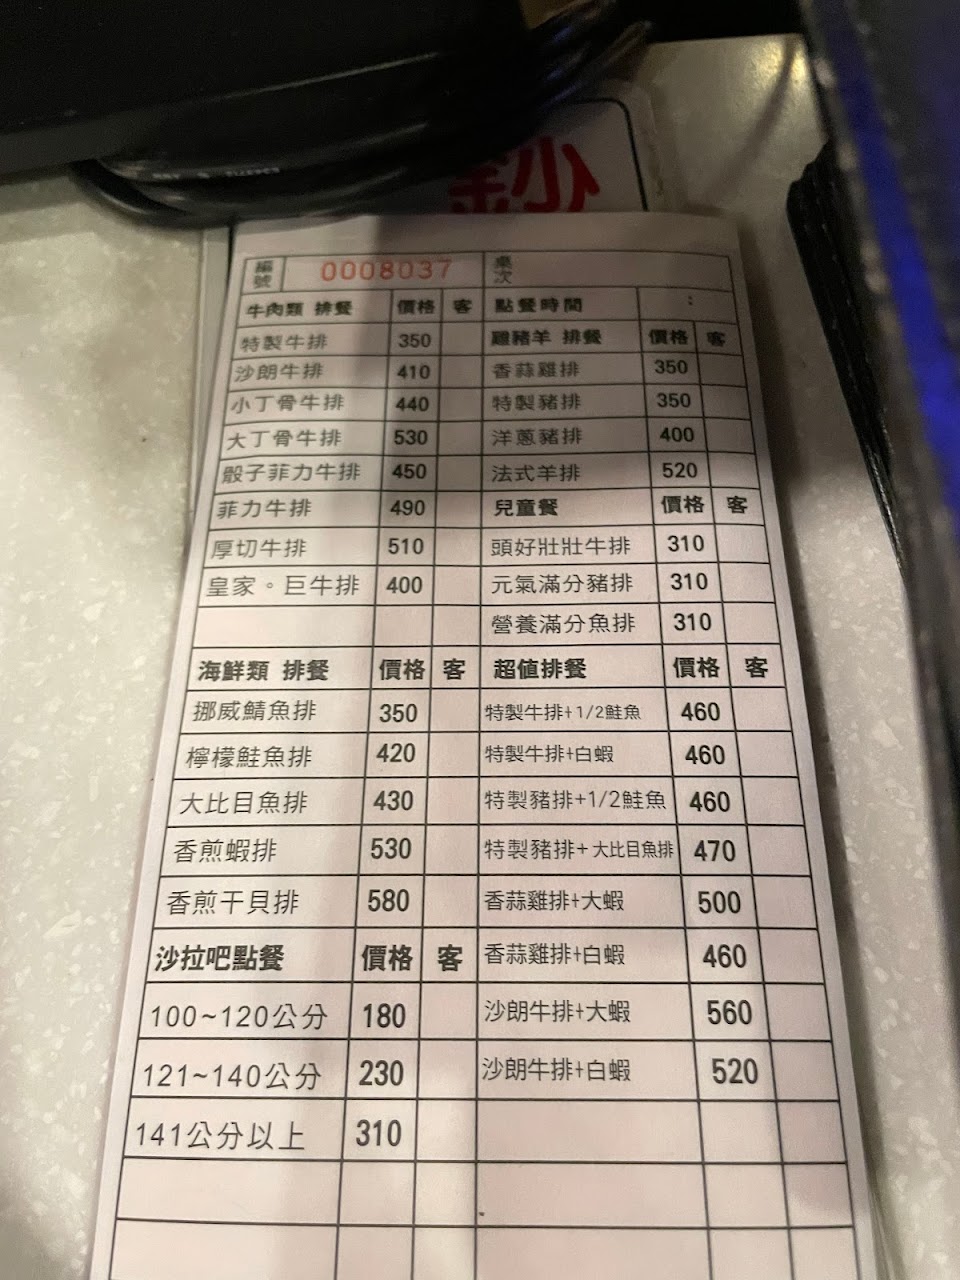 鈔
編號 0008037 桌次
牛肉類 排餐 價格 客 點餐時間 :
特製牛排 350 雞豬羊 排餐 價格 客
沙朗牛排 410 香蒜雞排 350
小丁骨牛排 440 特製豬排 350
大丁骨牛排 530 洋蔥豬排 400
骰子菲力牛排 450 法式羊排 520
菲力牛排 490 兒童餐 價格 客
厚切牛排 510 頭好壯壯牛排 310
皇家。巨牛排 400 元氣滿分豬排 310
營養滿分魚排 310
海鮮類 排餐 價格 客 超值排餐 價格 客
挪威鯖魚排 350 特製牛排+1/2鮭魚 460
檸檬鮭魚排 420 特製牛排+白蝦 460
大比目魚排 430 特製豬排+1/2鮭魚 460
香煎蝦排 530 特製豬排+大比目魚排 470
香煎干貝排 580 香蒜雞排+大蝦 500
沙拉吧點餐 價格 客 香蒜雞排+白蝦 460
100~120公分 180 沙朗牛排+大蝦 560
121~140公分 230 沙朗牛排+白蝦 520
141公分以上 310